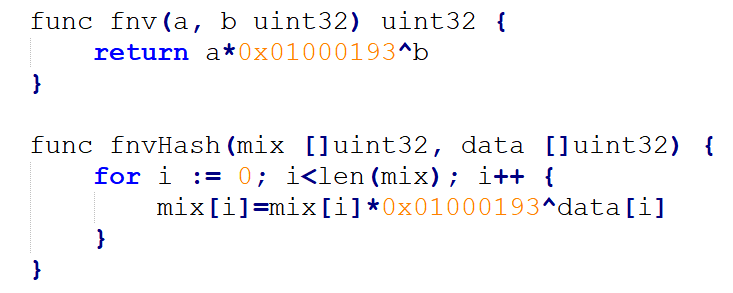 func fnv(a, b uint32) uint32 {
    return a*0x01000193^b
}

func fnvHash(mix []uint32, data []uint32) {
    for i := 0; i<len(mix); i++ {
        mix[i]=mix[i]*0x01000193^data[i]
    }
}